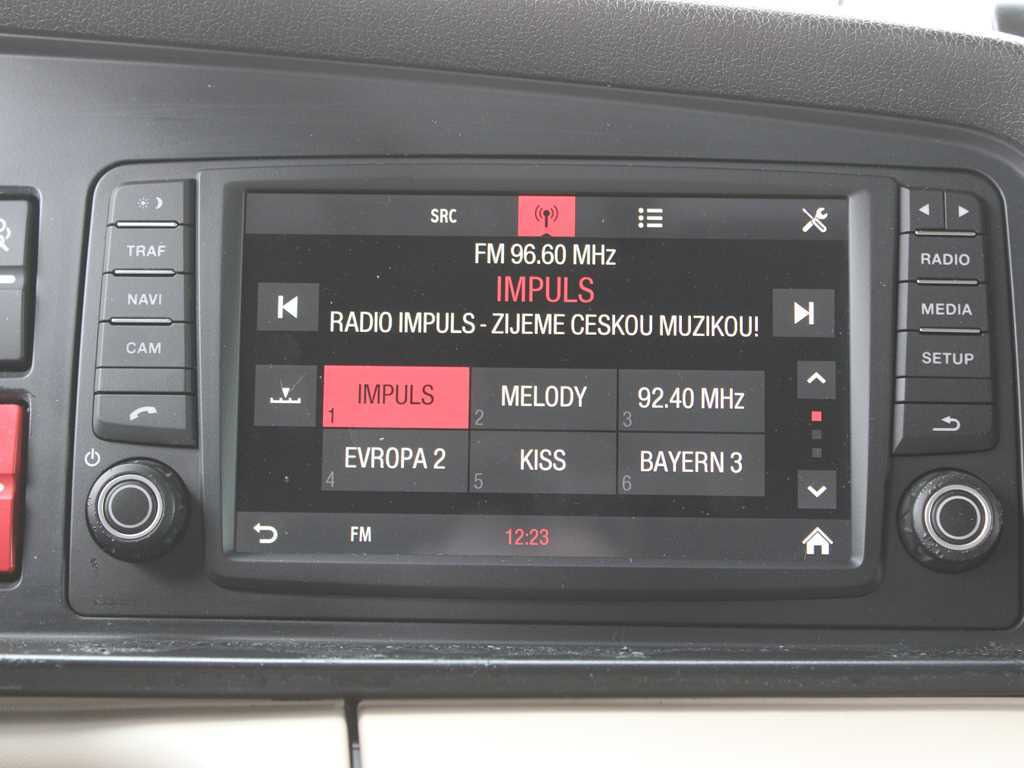 SRC
FM 96.60 MHz
IMPULS
RADIO IMPULS - ZIJEME CESKOU MUZIKOU!
IMPULS
1
MELODY
2
92.40 MHz
3
EVROPA 2
4
KISS
5
BAYERN 3
6
FM
12:23
TRAF
NAVI
CAM
RADIO
MEDIA
SETUP